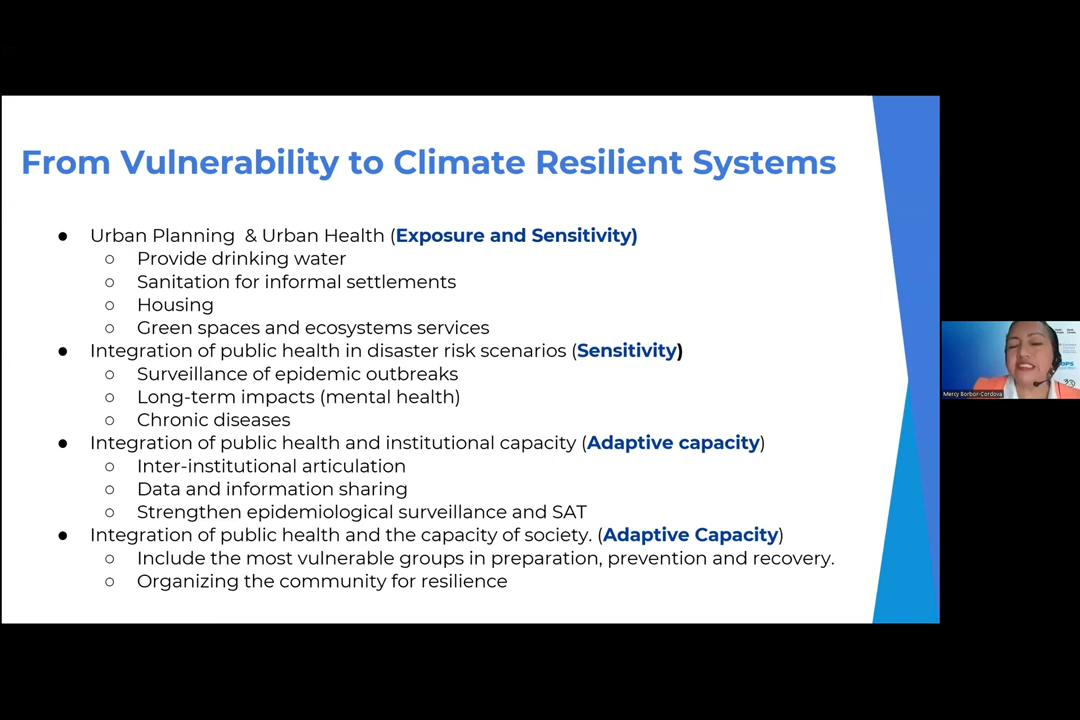 From Vulnerability to Climate Resilient Systems
● Urban Planning & Urban Health (Exposure and Sensitivity)
○ Provide drinking water
○ Sanitation for informal settlements
○ Housing
○ Green spaces and ecosystems services
● Integration of public health in disaster risk scenarios (Sensitivity)
○ Surveillance of epidemic outbreaks
○ Long-term impacts (mental health)
○ Chronic diseases
● Integration of public health and institutional capacity (Adaptive capacity)
○ Inter-institutional articulation
○ Data and information sharing
○ Strengthen epidemiological surveillance and SAT
● Integration of public health and the capacity of society. (Adaptive Capacity)
○ Include the most vulnerable groups in preparation, prevention and recovery.
○ Organizing the community for resilience
Mercy Borbor-Cordova